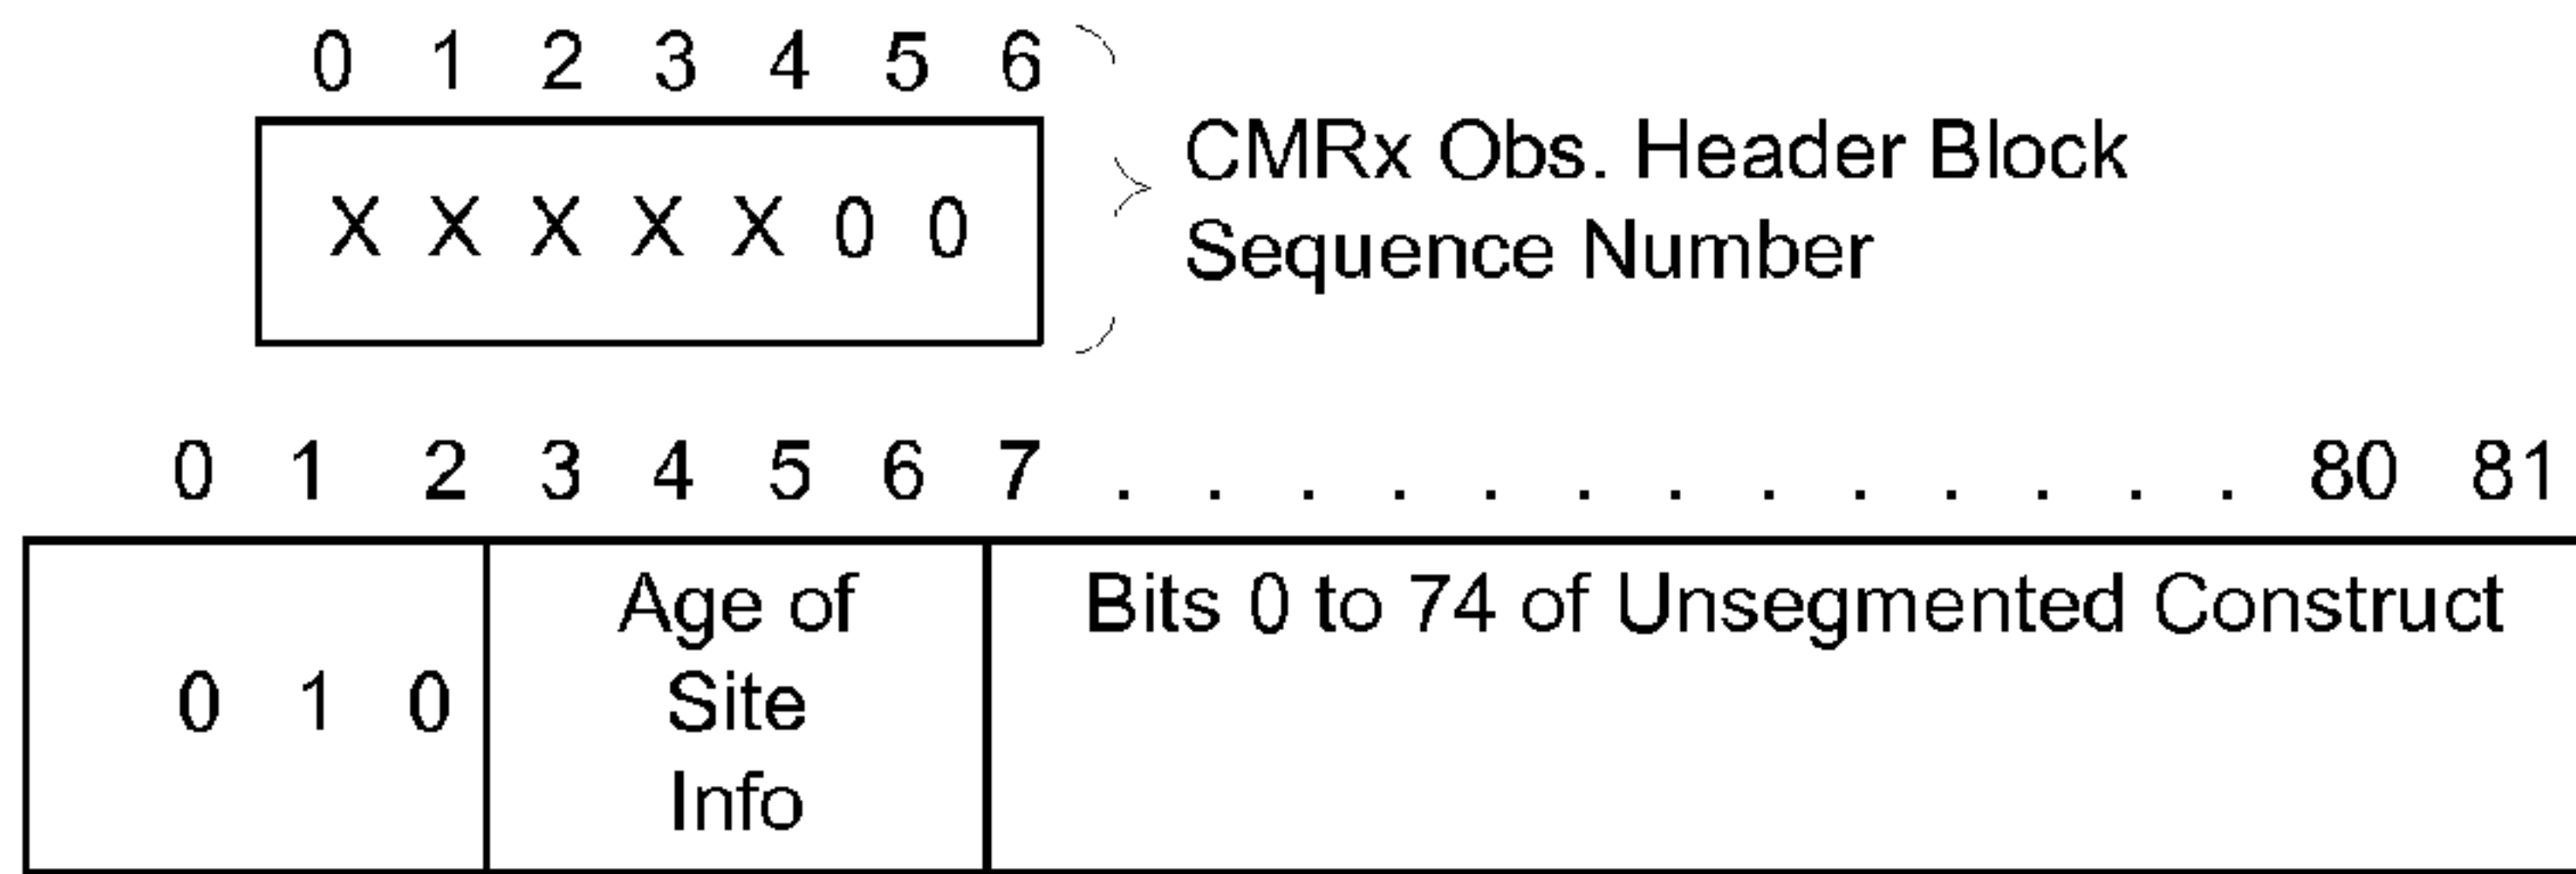 0 1 2 3 4 5 6
X X X X X 0 0
CMRx Obs. Header Block
Sequence Number
0 1 2 3 4 5 6 7 . . . . . . . . . . . . . 80 81
0 1 0
Age of
Site
Info
Bits 0 to 74 of Unsegmented Construct